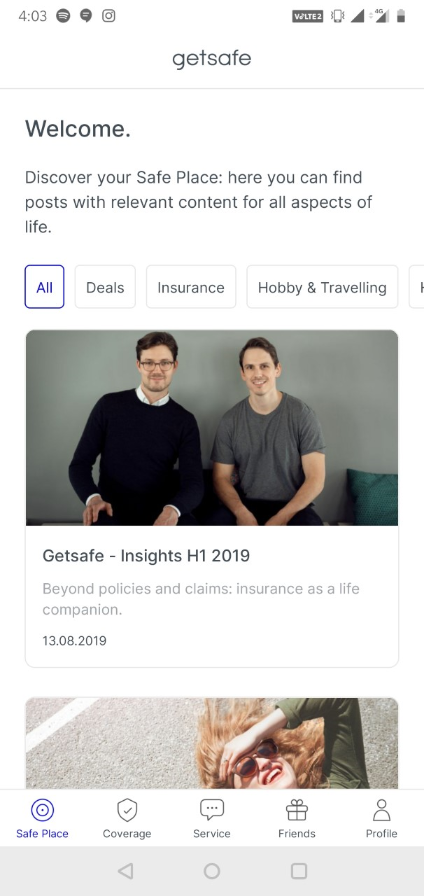 4:03
VoLTE2
4G
getsafe
Welcome.
Discover your Safe Place: here you can find
posts with relevant content for all aspects of
life.
All
Deals
Insurance
Hobby & Travelling
Getsafe - Insights H1 2019
Beyond policies and claims: insurance as a life
companion.
13.08.2019
Safe Place
Coverage
Service
Friends
Profile